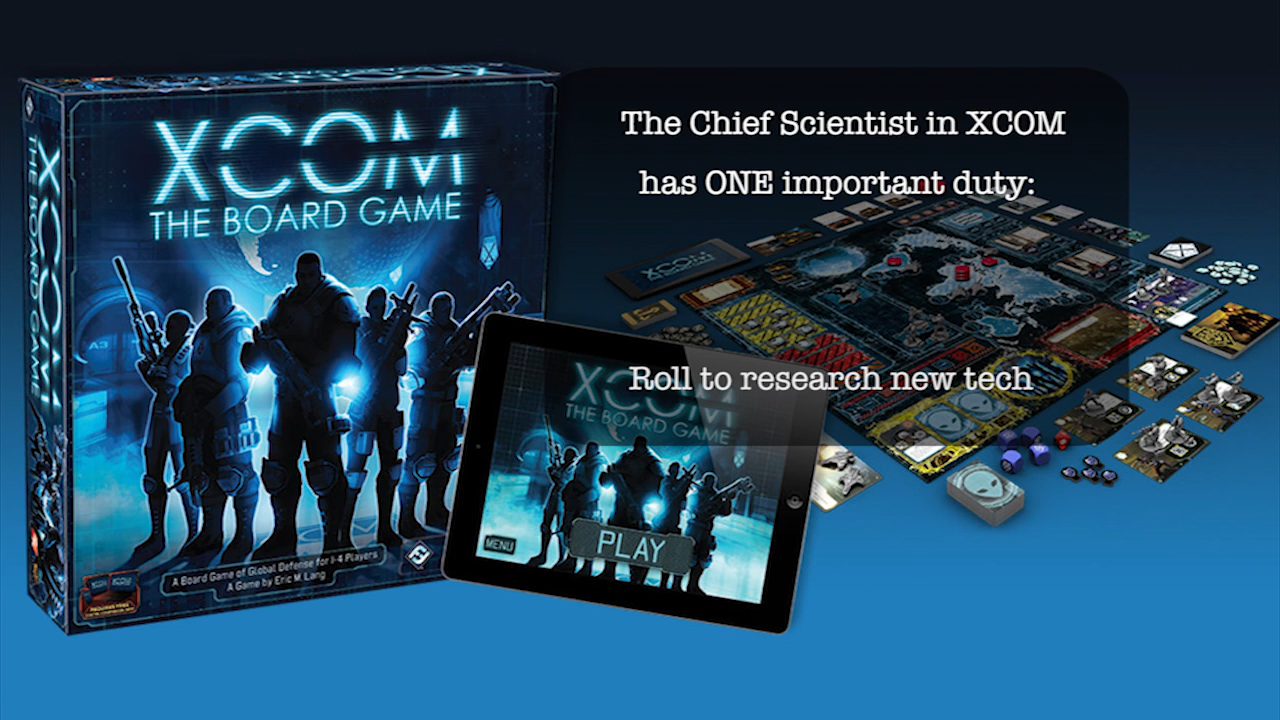 XCOM
THE BOARD GAME
XCOM
THE BOARD GAME
A3
A Board Game of Global Defense for 1-4 Players
A Game by Eric M. Lang
The Chief Scientist in XCOM
has ONE important duty:
Roll to research new tech
XCOM
XCOM
THE BOARD GAME
MENU
PLAY